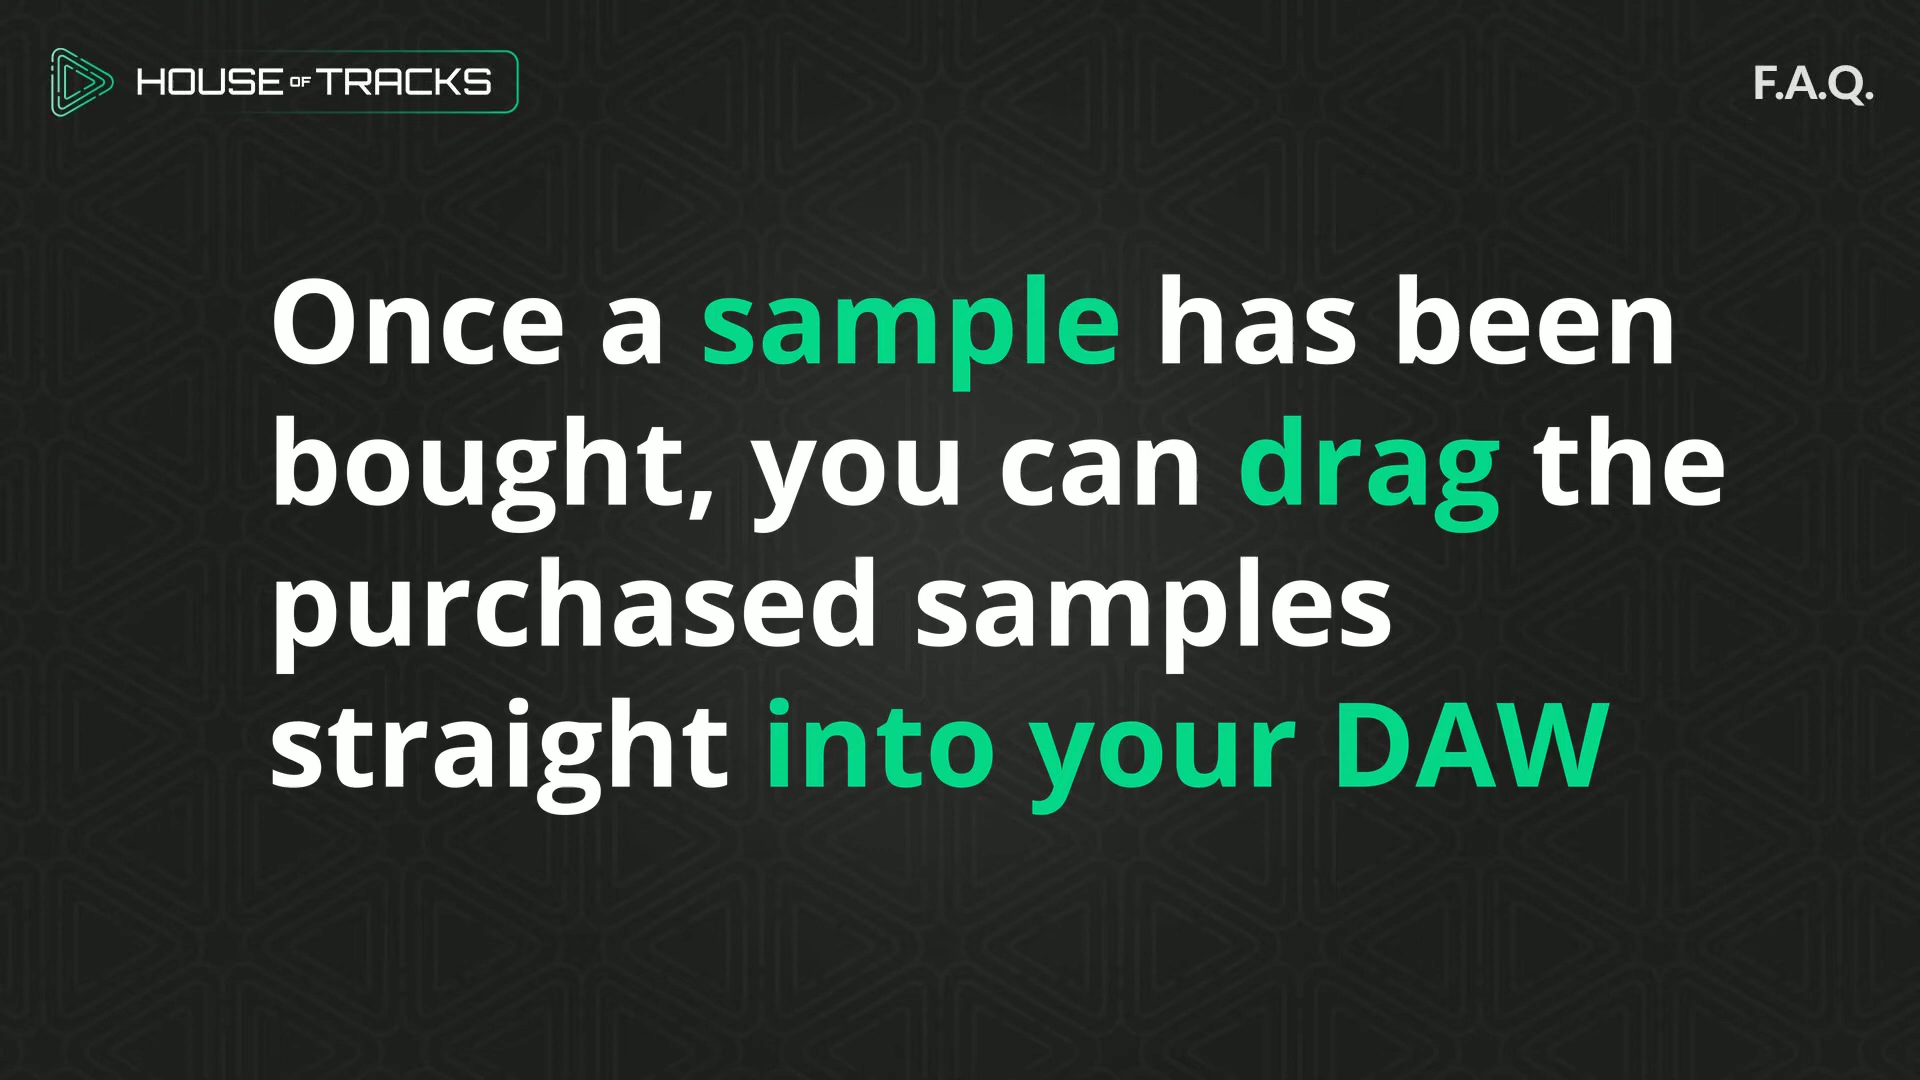 HOUSE OF TRACKS
F.A.Q.
Once a sample has been
bought, you can drag the
purchased samples
straight into your DAW